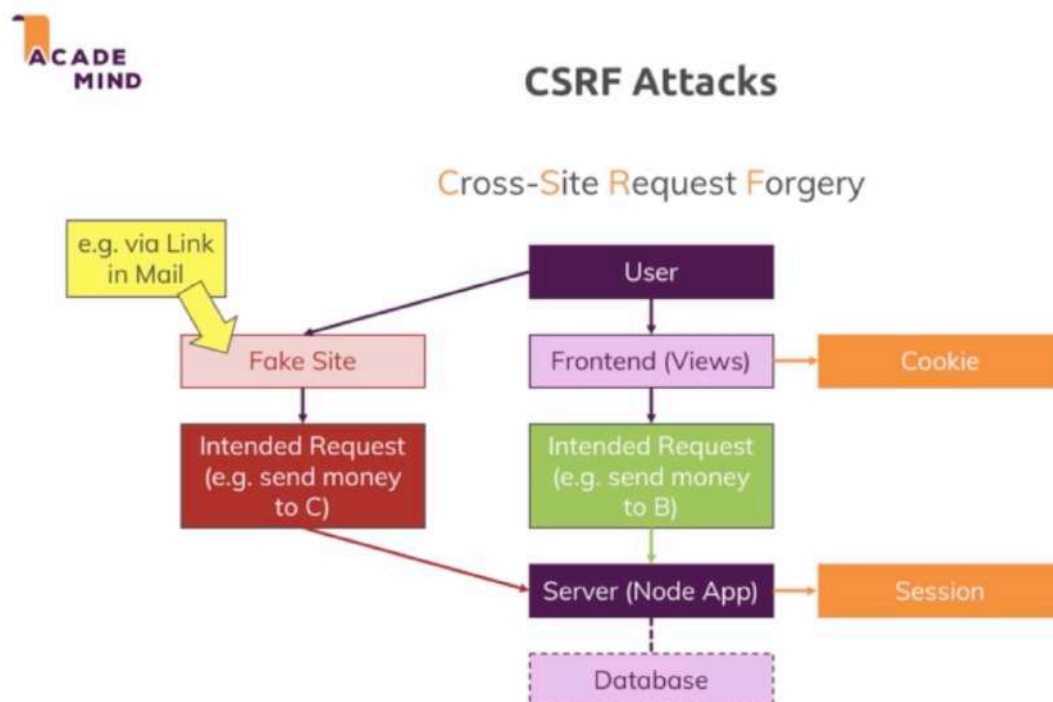 ACADE
MIND
CSRF Attacks
Cross-Site Request Forgery
e.g. via Link
in Mail
User
Fake Site
Frontend (Views)
Cookie
Intended Request
(e.g. send money
to C)
Intended Request
(e.g. send money
to B)
Server (Node App)
Session
Database